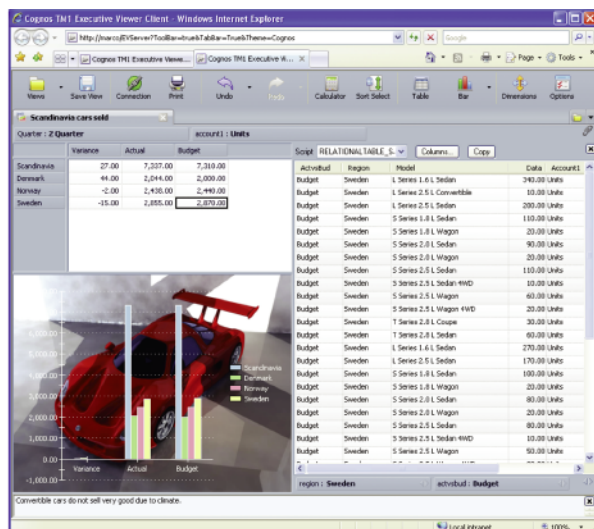 Cognos TM1 Executive Viewer Client - Windows Internet Explorer
Google
Cognos TM1 Executive Viewe...
Cognos TM1 Executive V...
Page
Tools
Views
Save View
Connection
Print
Undo
Redo
Calculator
Sort Select
Table
Bar
Dimensions
Options
Scandinavia cars sold
Quarter : 2 Quarter
account1 : Units
Variance Actual Budget
Scandinavia 27.00 7,337.00 7,310.00
Denmark 44.00 2,044.00 2,000.00
Norway -2.00 2,438.00 2,440.00
Sweden -15.00 2,855.00 2,870.00
Script RELATIONALTABLE_S. Columns... Copy
ActvsBud Region Model Data Account1
Budget Sweden L Series 1.6 L Sedan 340.00 Units
Budget Sweden L Series 2.5 L Convertible 10.00 Units
Budget Sweden L Series 2.5 L Sedan 200.00 Units
Budget Sweden S Series 1.8 L Sedan 110.00 Units
Budget Sweden S Series 1.8 L Wagon 20.00 Units
Budget Sweden S Series 2.0 L Sedan 90.00 Units
Budget Sweden S Series 2.0 L Wagon 20.00 Units
Budget Sweden S Series 2.5 L Sedan 110.00 Units
Budget Sweden S Series 2.5 L Sedan 4WD 10.00 Units
Budget Sweden S Series 2.5 L Wagon 60.00 Units
Budget Sweden S Series 2.5 L Wagon 4WD 20.00 Units
Budget Sweden T Series 2.0 L Coupe 30.00 Units
Budget Sweden T Series 2.8 L Sedan 60.00 Units
Budget Sweden L Series 1.6 L Sedan 270.00 Units
Budget Sweden L Series 2.5 L Sedan 170.00 Units
Budget Sweden S Series 1.8 L Sedan 100.00 Units
Budget Sweden S Series 1.8 L Wagon 20.00 Units
Budget Sweden S Series 2.0 L Sedan 80.00 Units
Budget Sweden S Series 2.0 L Wagon 20.00 Units
Budget Sweden S Series 2.5 L Sedan 80.00 Units
Budget Sweden S Series 2.5 L Sedan 4WD 10.00 Units
Budget Sweden S Series 2.5 L Wagon 50.00 Units
region : Sweden
actvsbud : Budget
4,000.00
3,000.00
2,000.00
1,000.00
0.00
-1,000.00
Variance Actual Budget
Scandinavia
Denmark
Norway
Sweden
Convertible cars do not sell very good due to climate.
Local intranet
100%